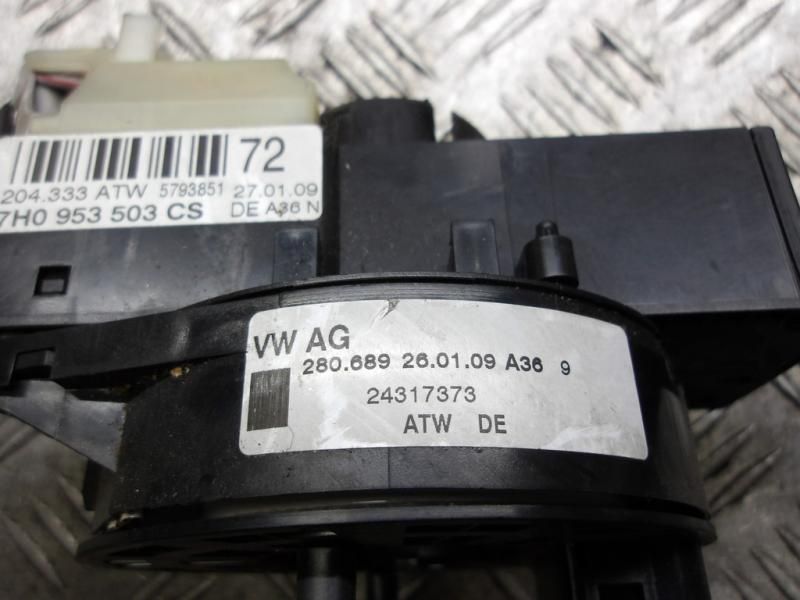 72
204.333 ATW 5793851 27.01.09
7H0 953 503 CS DE A36 N
VW AG
280.689 26.01.09 A36 9
24317373
ATW DE